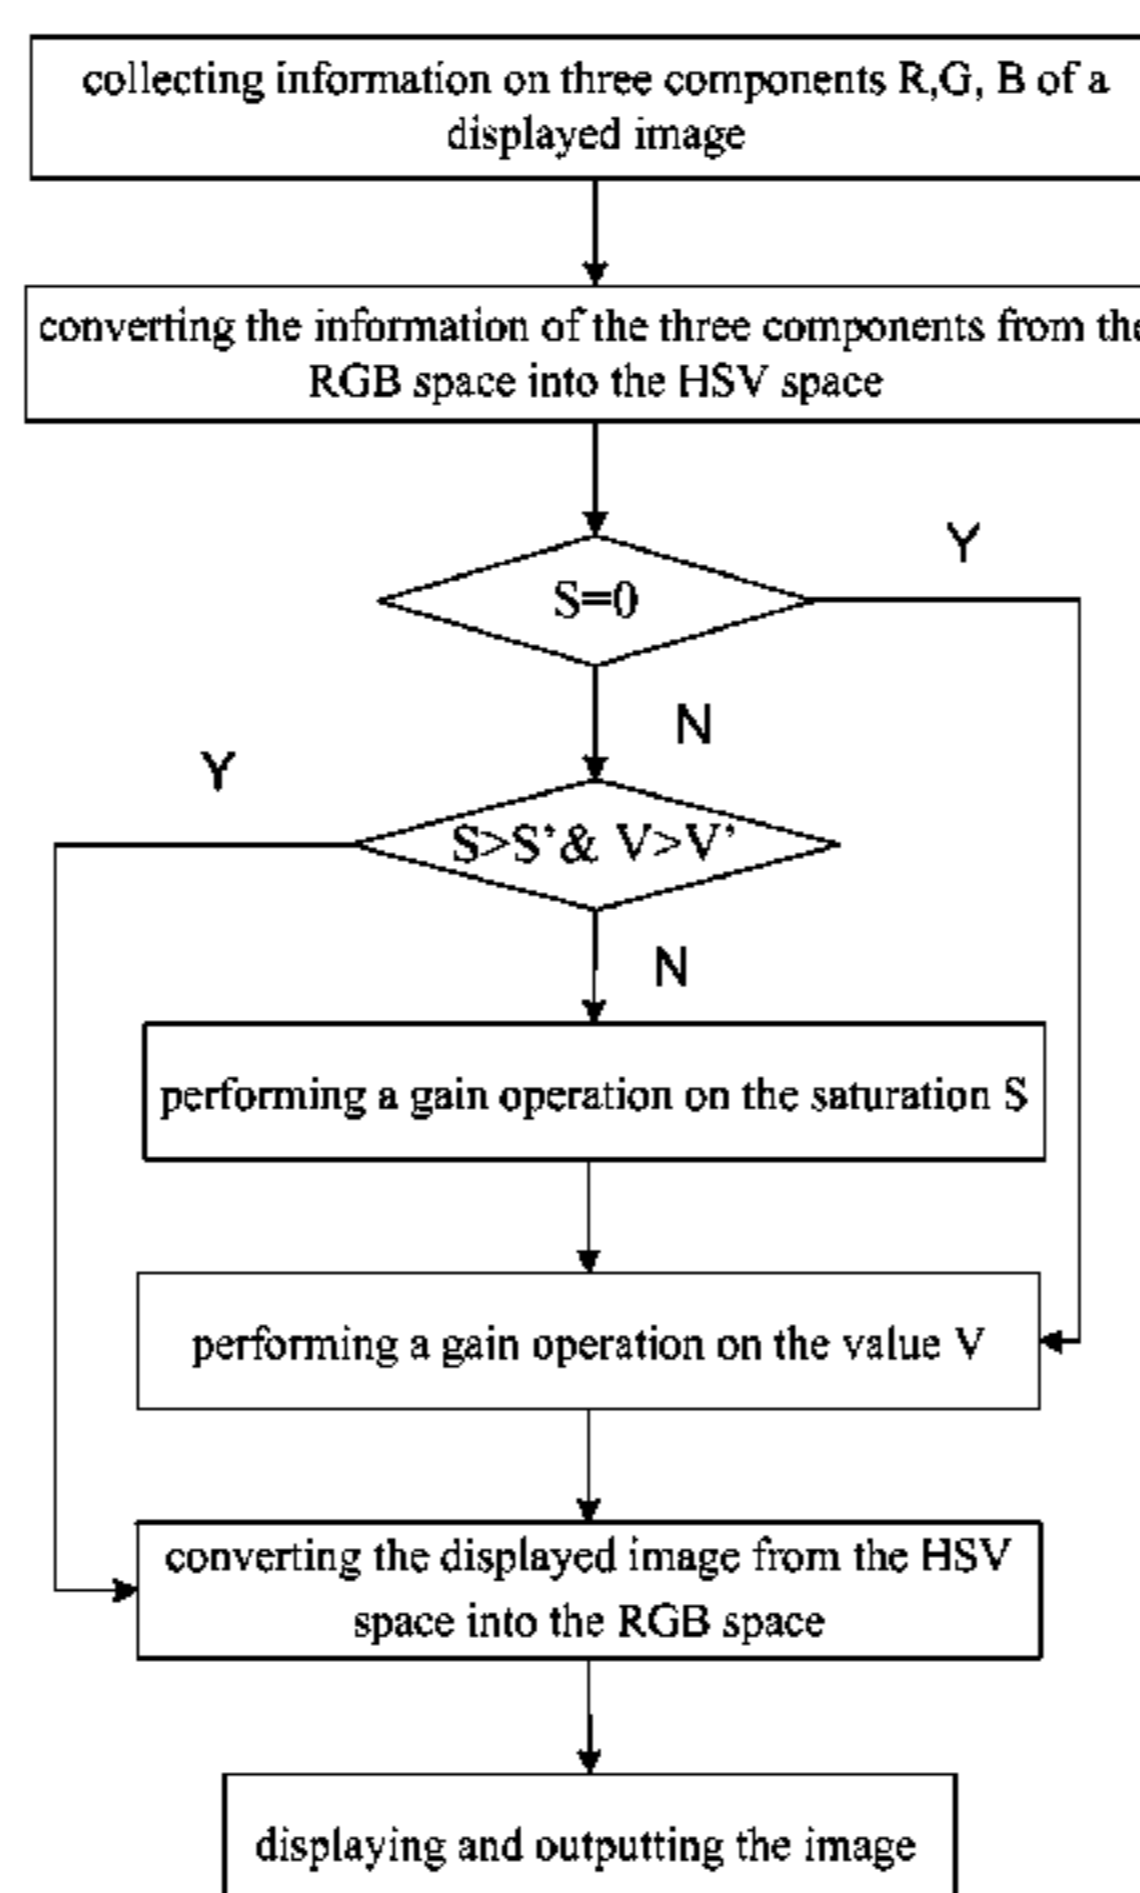 collecting information on three components R,G, B of a
displayed image
converting the information of the three components from the
RGB space into the HSV space
S=0
Y
N
Y
S>S'& V>V'
N
performing a gain operation on the saturation S
performing a gain operation on the value V
converting the displayed image from the HSV
space into the RGB space
displaying and outputting the image